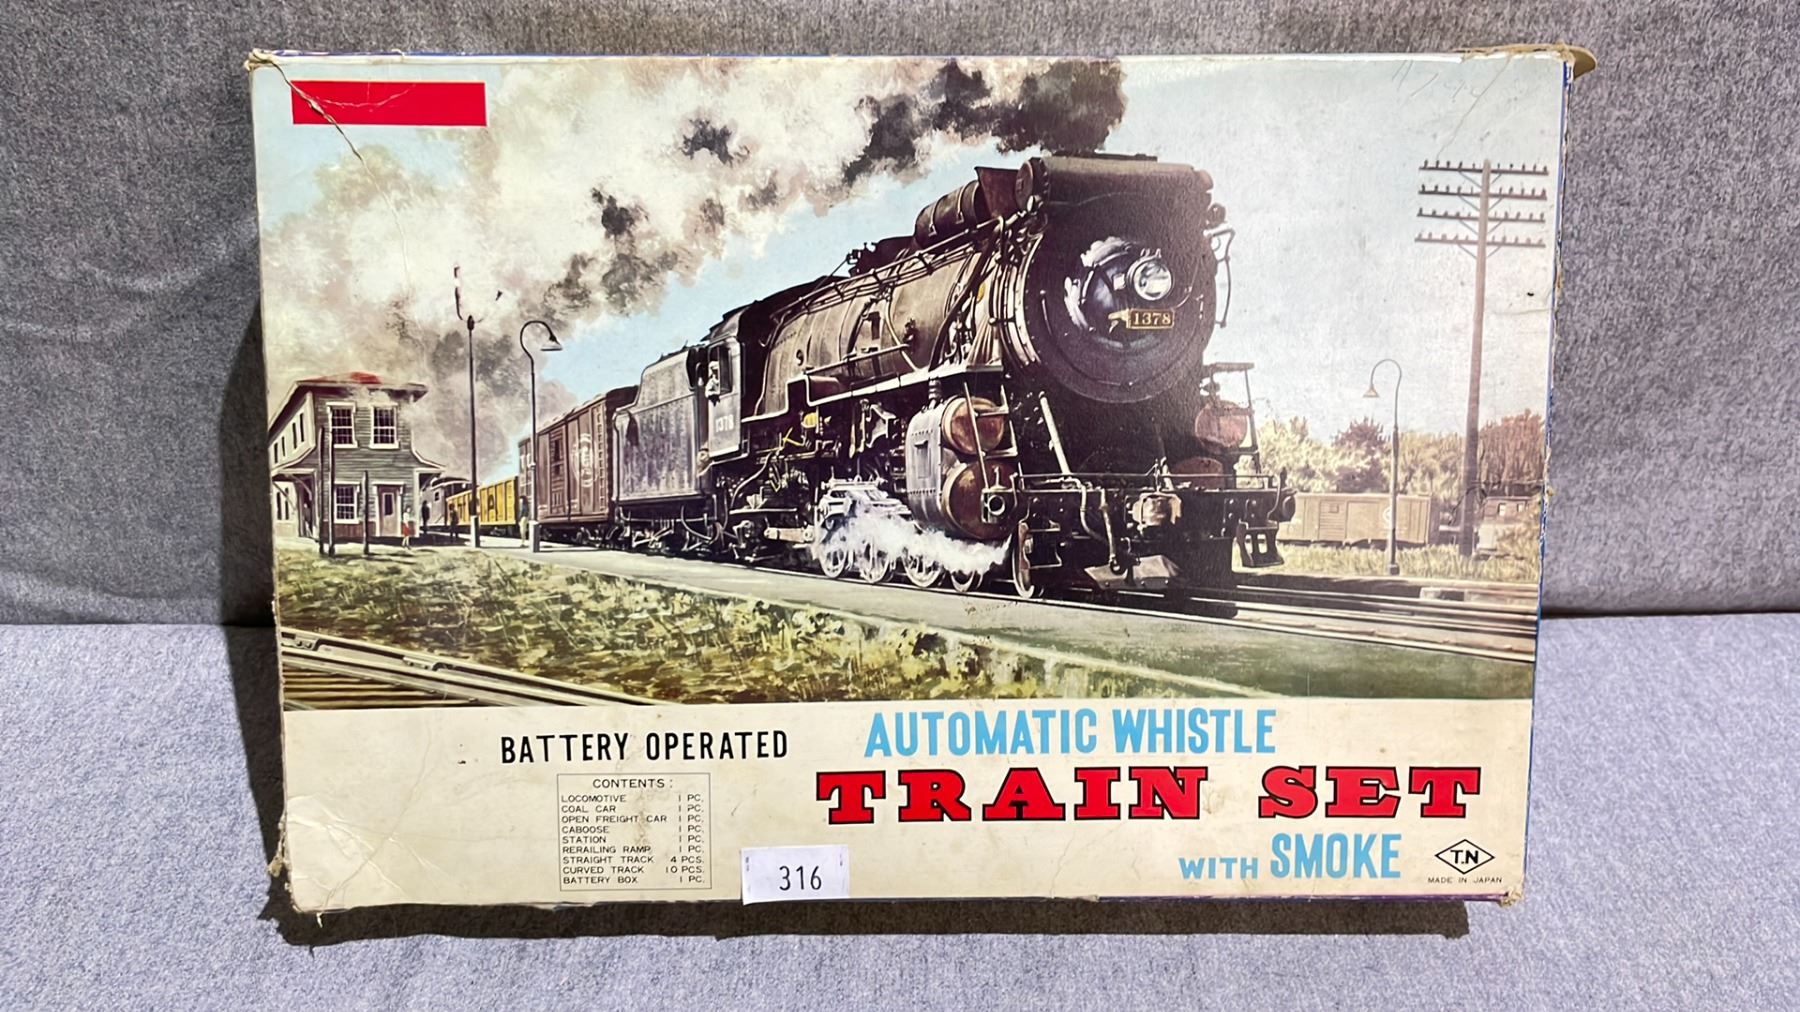 1378
1378
BATTERY OPERATED
AUTOMATIC WHISTLE
TRAIN SET
WITH SMOKE
CONTENTS:
LOCOMOTIVE 1 PC.
COAL CAR 1 PC.
OPEN FREIGHT CAR 1 PC.
CABOOSE 1 PC.
STATION 1 PC.
RERAILING RAMP 1 PC.
STRAIGHT TRACK 4 PCS.
CURVED TRACK 10 PCS.
BATTERY BOX 1 PC.
316
T.N
MADE IN JAPAN